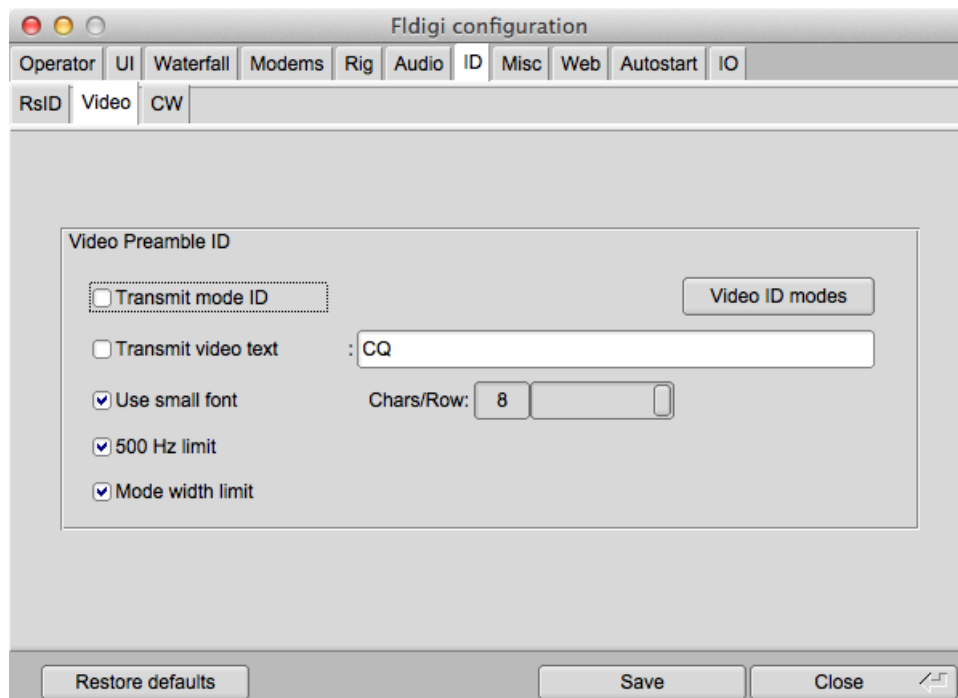 Fldigi configuration
Operator UI Waterfall Modems Rig Audio ID Misc Web Autostart IO
RsID Video CW
Video Preamble ID
Transmit mode ID Video ID modes
Transmit video text : CQ
Use small font Chars/Row: 8
500 Hz limit
Mode width limit
Restore defaults Save Close